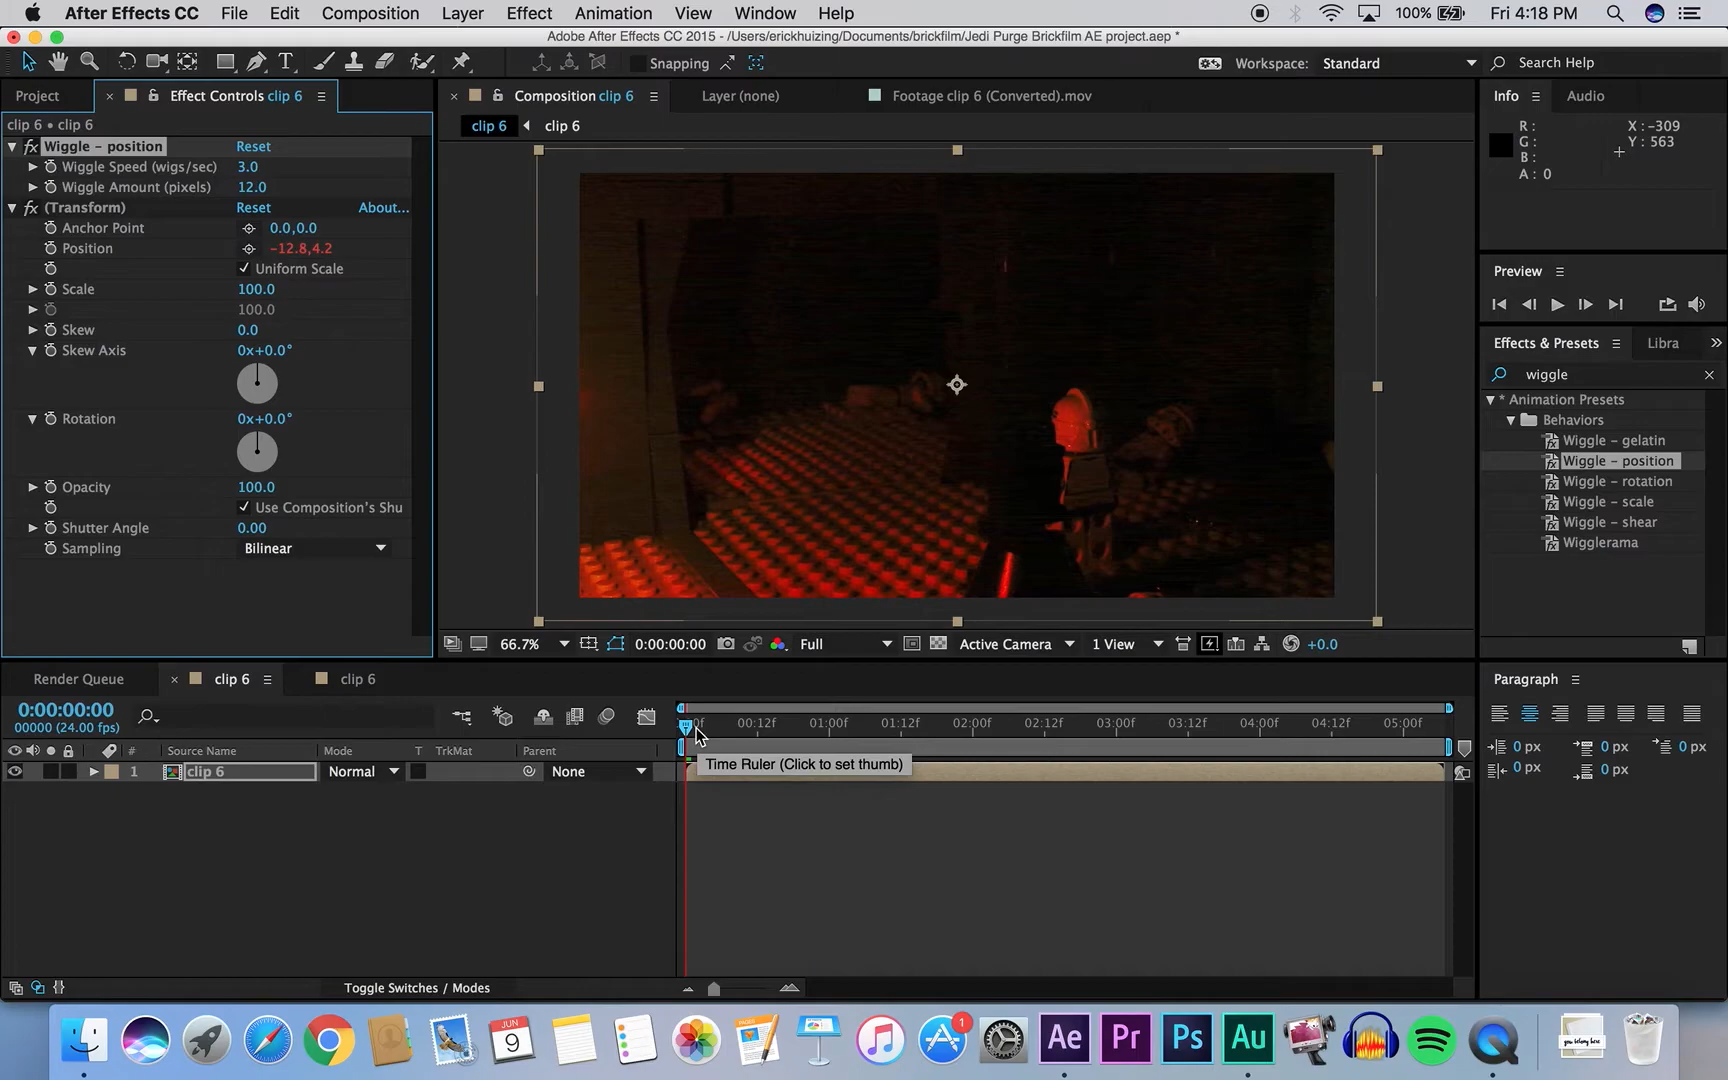 After Effects CC File Edit Composition Layer Effect Animation View Window Help 100% Fri 4:18 PM
Adobe After Effects CC 2015 - /Users/erickhuizing/Documents/brickfilm/Jedi Purge Brickfilm AE project.aep *
Snapping Workspace: Standard Search Help
Project Effect Controls clip 6 Composition clip 6 Layer (none) Footage clip 6 (Converted).mov Info Audio
clip 6 • clip 6 clip 6 clip 6
R: X: -309
G: Y: 563
B:
A: 0
fx Wiggle - position Reset
Wiggle Speed (wigs/sec) 3.0
Wiggle Amount (pixels) 12.0
fx (Transform) Reset About...
Anchor Point 0.0,0.0
Position -12.8,4.2
Uniform Scale
Scale 100.0
100.0
Skew 0.0
Skew Axis 0x+0.0°
Rotation 0x+0.0°
Opacity 100.0
Use Composition's Shu
Shutter Angle 0.00
Sampling Bilinear
Preview
Effects & Presets Libra
wiggle
* Animation Presets
Behaviors
Wiggle - gelatin
Wiggle - position
Wiggle - rotation
Wiggle - scale
Wiggle - shear
Wigglerama
66.7% 0:00:00:00 Full Active Camera 1 View +0.0
Render Queue clip 6 clip 6
0:00:00:00
00000 (24.00 fps)
0f 00:12f 01:00f 01:12f 02:00f 02:12f 03:00f 03:12f 04:00f 04:12f 05:00f
# Source Name Mode T TrkMat Parent
1 clip 6 Normal None
Time Ruler (Click to set thumb)
Paragraph
0 px 0 px 0 px
0 px 0 px
Toggle Switches / Modes
JUN
9
1
Ae Pr Ps Au
you belong here